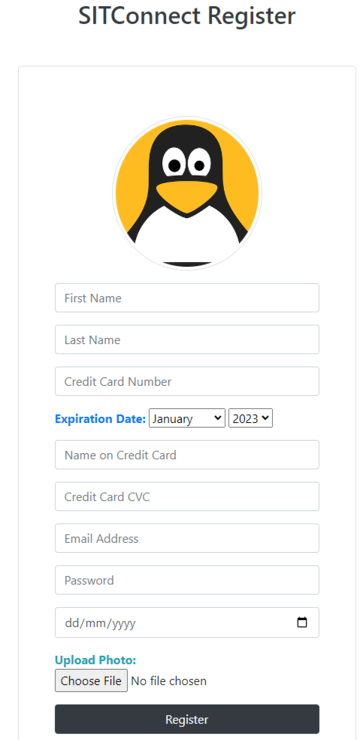 SITConnect Register
First Name
Last Name
Credit Card Number
Expiration Date: January 2023
Name on Credit Card
Credit Card CVC
Email Address
Password
dd/mm/yyyy
Upload Photo:
Choose File No file chosen
Register